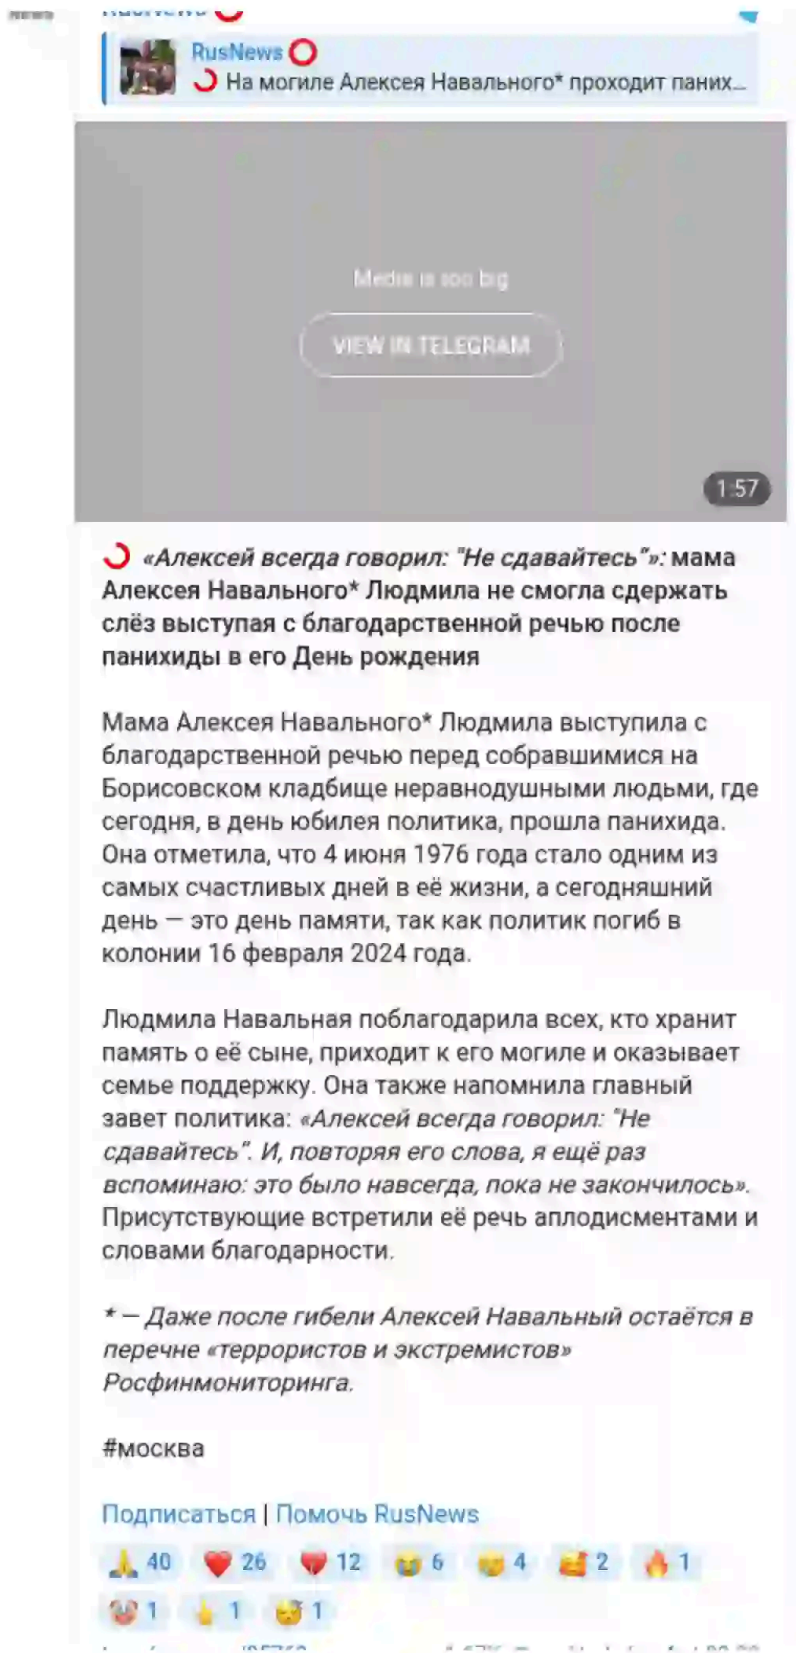 RusNews
RusNews
На могиле Алексея Навального* проходит паних...
Media is too big
VIEW IN TELEGRAM
1:57
«Алексей всегда говорил: "Не сдавайтесь"»: мама
Алексея Навального* Людмила не смогла сдержать
слёз выступая с благодарственной речью после
панихиды в его День рождения
Мама Алексея Навального* Людмила выступила с
благодарственной речью перед собравшимися на
Борисовском кладбище неравнодушными людьми, где
сегодня, в день юбилея политика, прошла панихида.
Она отметила, что 4 июня 1976 года стало одним из
самых счастливых дней в её жизни, а сегодняшний
день — это день памяти, так как политик погиб в
колонии 16 февраля 2024 года.
Людмила Навальная поблагодарила всех, кто хранит
память о её сыне, приходит к его могиле и оказывает
семье поддержку. Она также напомнила главный
завет политика: «Алексей всегда говорил: "Не
сдавайтесь". И, повторяя его слова, я ещё раз
вспоминаю: это было навсегда, пока не закончилось».
Присутствующие встретили её речь аплодисментами и
словами благодарности.
* — Даже после гибели Алексей Навальный остаётся в
перечне «террористов и экстремистов»
Росфинмониторинга.
#москва
Подписаться | Помочь RusNews
40 26 12 6 4 2 1
1 1 1